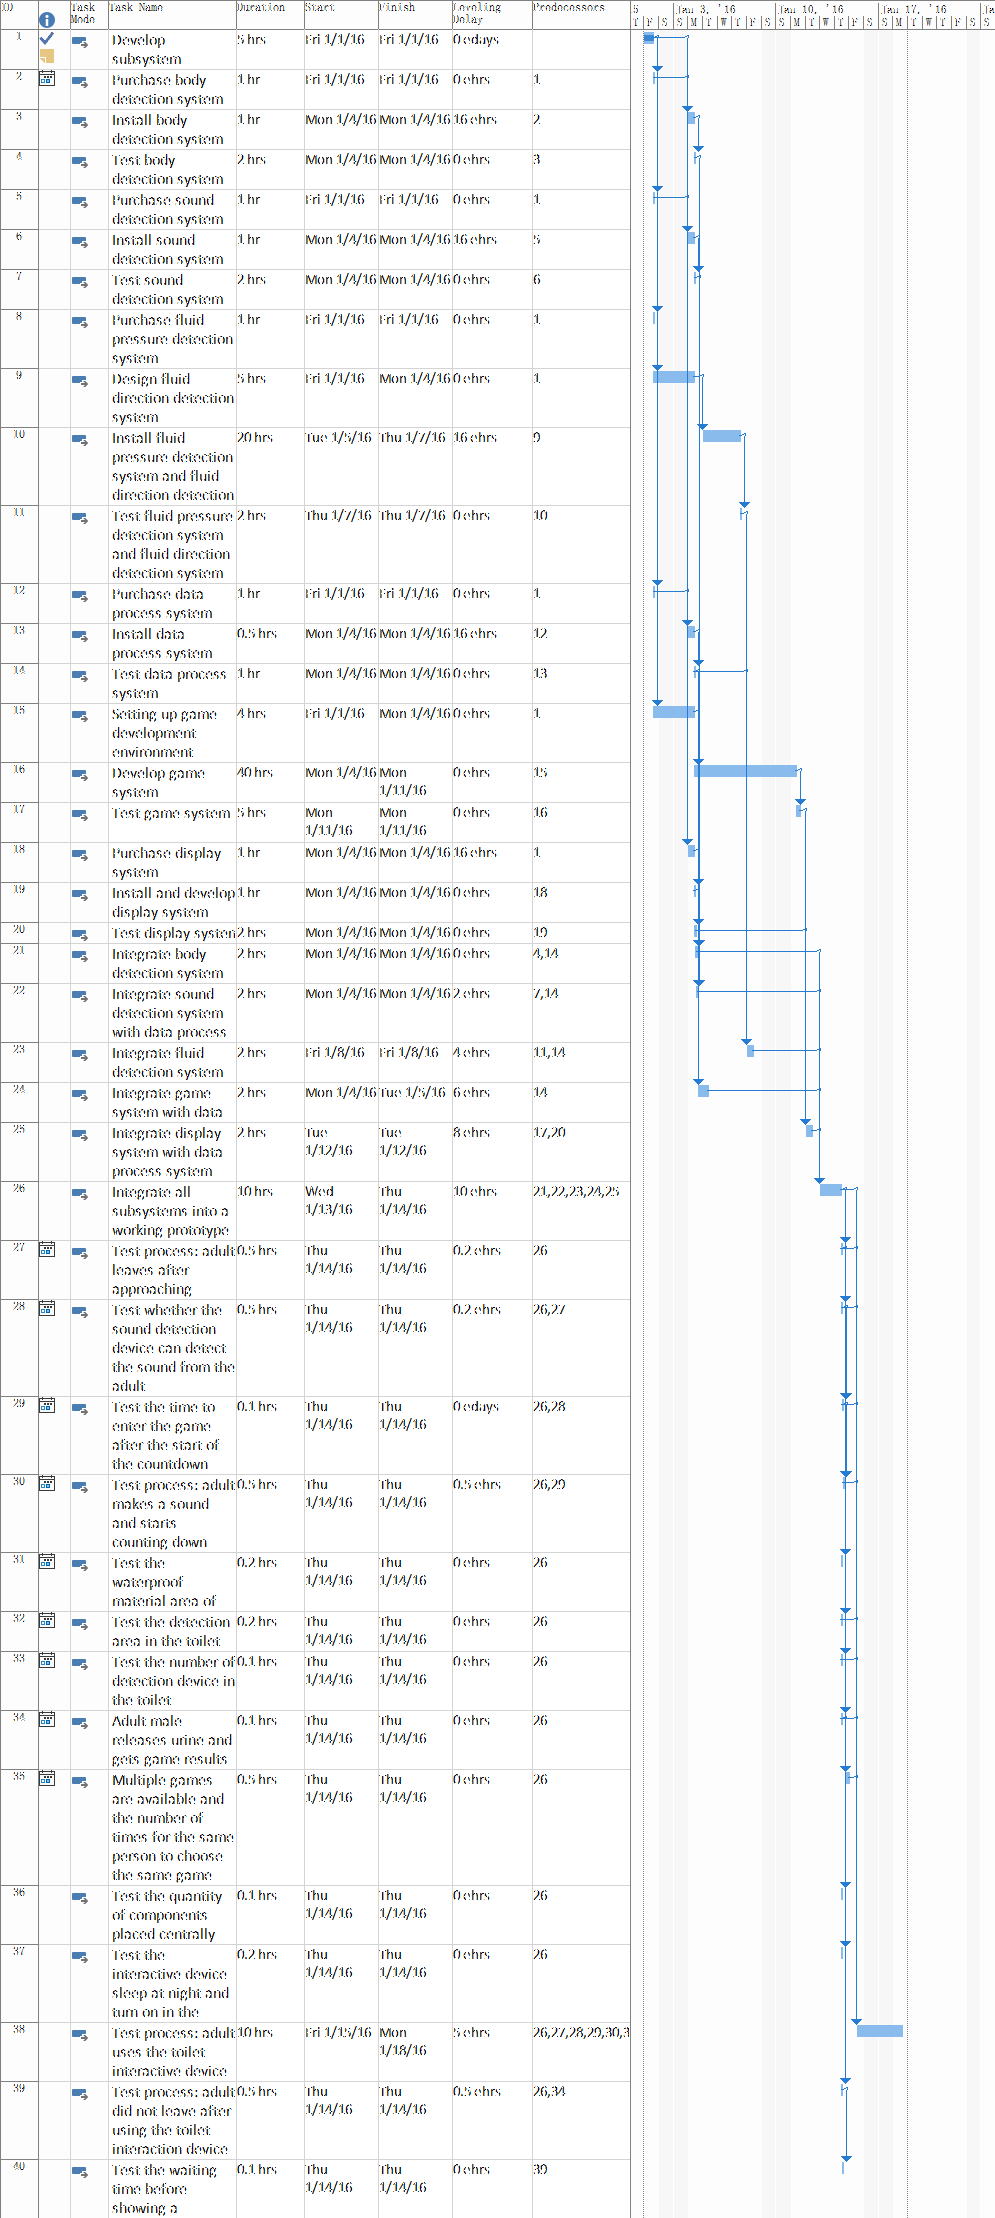 ID Task Mode Task Name Duration Start Finish Leveling Delay Predecessors 5 Jan 3, '16 Jan 10, '16 Jan 17, '16 Ja
T F S S M T W T F S S M T W T F S S M T W T F S S
1 Develop subsystem 5 hrs Fri 1/1/16 Fri 1/1/16 0 edays
2 Purchase body detection system 1 hr Fri 1/1/16 Fri 1/1/16 0 ehrs 1
3 Install body detection system 1 hr Mon 1/4/16 Mon 1/4/16 16 ehrs 2
4 Test body detection system 2 hrs Mon 1/4/16 Mon 1/4/16 0 ehrs 3
5 Purchase sound detection system 1 hr Fri 1/1/16 Fri 1/1/16 0 ehrs 1
6 Install sound detection system 1 hr Mon 1/4/16 Mon 1/4/16 16 ehrs 5
7 Test sound detection system 2 hrs Mon 1/4/16 Mon 1/4/16 0 ehrs 6
8 Purchase fluid pressure detection system 1 hr Fri 1/1/16 Fri 1/1/16 0 ehrs 1
9 Design fluid direction detection system 5 hrs Fri 1/1/16 Mon 1/4/16 0 ehrs 1
10 Install fluid pressure detection system and fluid direction detection 20 hrs Tue 1/5/16 Thu 1/7/16 16 ehrs 9
11 Test fluid pressure detection system and fluid direction detection system 2 hrs Thu 1/7/16 Thu 1/7/16 0 ehrs 10
12 Purchase data process system 1 hr Fri 1/1/16 Fri 1/1/16 0 ehrs 1
13 Install data process system 0.5 hrs Mon 1/4/16 Mon 1/4/16 16 ehrs 12
14 Test data process system 1 hr Mon 1/4/16 Mon 1/4/16 0 ehrs 13
15 Setting up game development environment 4 hrs Fri 1/1/16 Mon 1/4/16 0 ehrs 1
16 Develop game system 40 hrs Mon 1/4/16 Mon 1/11/16 0 ehrs 15
17 Test game system 5 hrs Mon 1/11/16 Mon 1/11/16 0 ehrs 16
18 Purchase display system 1 hr Mon 1/4/16 Mon 1/4/16 16 ehrs 1
19 Install and develop display system 1 hr Mon 1/4/16 Mon 1/4/16 0 ehrs 18
20 Test display system 2 hrs Mon 1/4/16 Mon 1/4/16 0 ehrs 19
21 Integrate body detection system 2 hrs Mon 1/4/16 Mon 1/4/16 0 ehrs 4,14
22 Integrate sound detection system with data process 2 hrs Mon 1/4/16 Mon 1/4/16 2 ehrs 7,14
23 Integrate fluid detection system 2 hrs Fri 1/8/16 Fri 1/8/16 4 ehrs 11,14
24 Integrate game system with data 2 hrs Mon 1/4/16 Tue 1/5/16 6 ehrs 14
25 Integrate display system with data process system 2 hrs Tue 1/12/16 Tue 1/12/16 8 ehrs 17,20
26 Integrate all subsystems into a working prototype 10 hrs Wed 1/13/16 Thu 1/14/16 10 ehrs 21,22,23,24,25
27 Test process: adult leaves after approaching 0.5 hrs Thu 1/14/16 Thu 1/14/16 0.2 ehrs 26
28 Test whether the sound detection device can detect the sound from the adult 0.5 hrs Thu 1/14/16 Thu 1/14/16 0.2 ehrs 26,27
29 Test the time to enter the game after the start of the countdown 0.1 hrs Thu 1/14/16 Thu 1/14/16 0 edays 26,28
30 Test process: adult makes a sound and starts counting down 0.5 hrs Thu 1/14/16 Thu 1/14/16 0.5 ehrs 26,29
31 Test the waterproof material area of 0.2 hrs Thu 1/14/16 Thu 1/14/16 0 ehrs 26
32 Test the detection area in the toilet 0.2 hrs Thu 1/14/16 Thu 1/14/16 0 ehrs 26
33 Test the number of detection device in the toilet 0.1 hrs Thu 1/14/16 Thu 1/14/16 0 ehrs 26
34 Adult male releases urine and gets game results 0.1 hrs Thu 1/14/16 Thu 1/14/16 0 ehrs 26
35 Multiple games are available and the number of times for the same person to choose the same game 0.5 hrs Thu 1/14/16 Thu 1/14/16 0 ehrs 26
36 Test the quantity of components placed centrally 0.1 hrs Thu 1/14/16 Thu 1/14/16 0 ehrs 26
37 Test the interactive device sleep at night and turn on in the 0.2 hrs Thu 1/14/16 Thu 1/14/16 0 ehrs 26
38 Test process: adult uses the toilet interactive device 10 hrs Fri 1/15/16 Mon 1/18/16 5 ehrs 26,27,28,29,30,3
39 Test process: adult did not leave after using the toilet interaction device 0.5 hrs Thu 1/14/16 Thu 1/14/16 0.5 ehrs 26,34
40 Test the waiting time before showing a 0.1 hrs Thu 1/14/16 Thu 1/14/16 0 ehrs 39